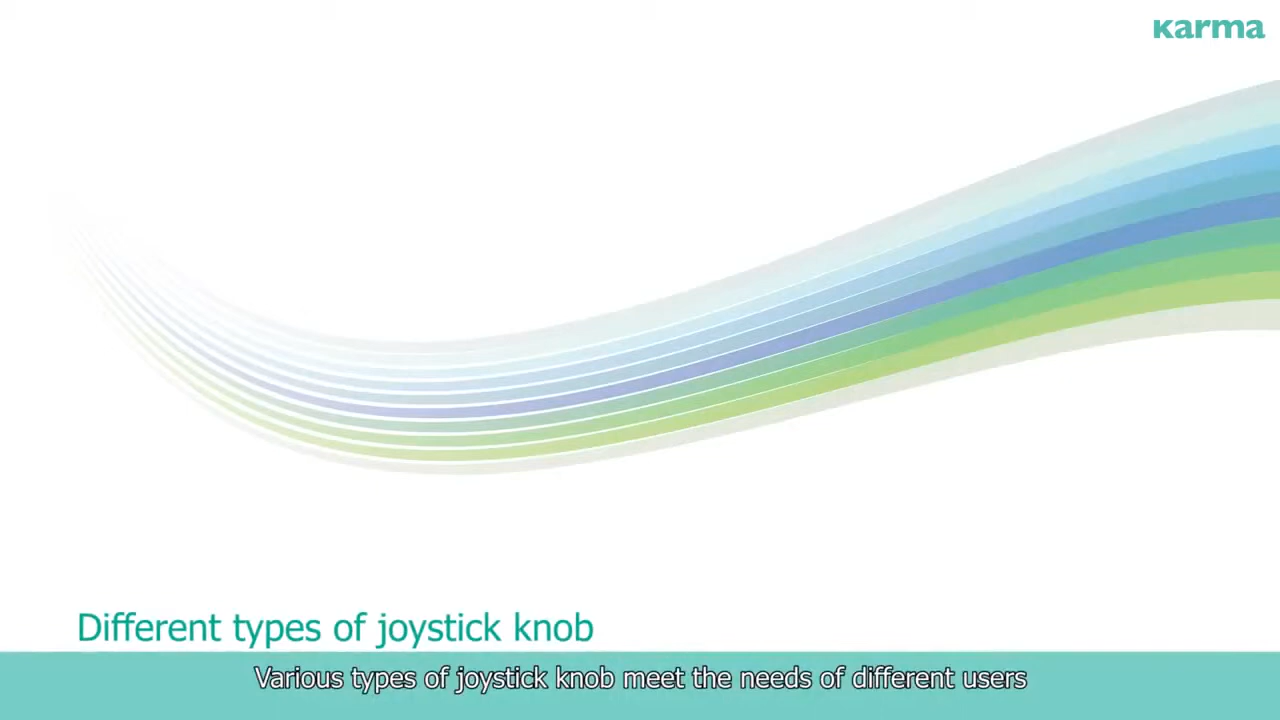 karma
Different types of joystick knob
Various types of joystick knob meet the needs of different users